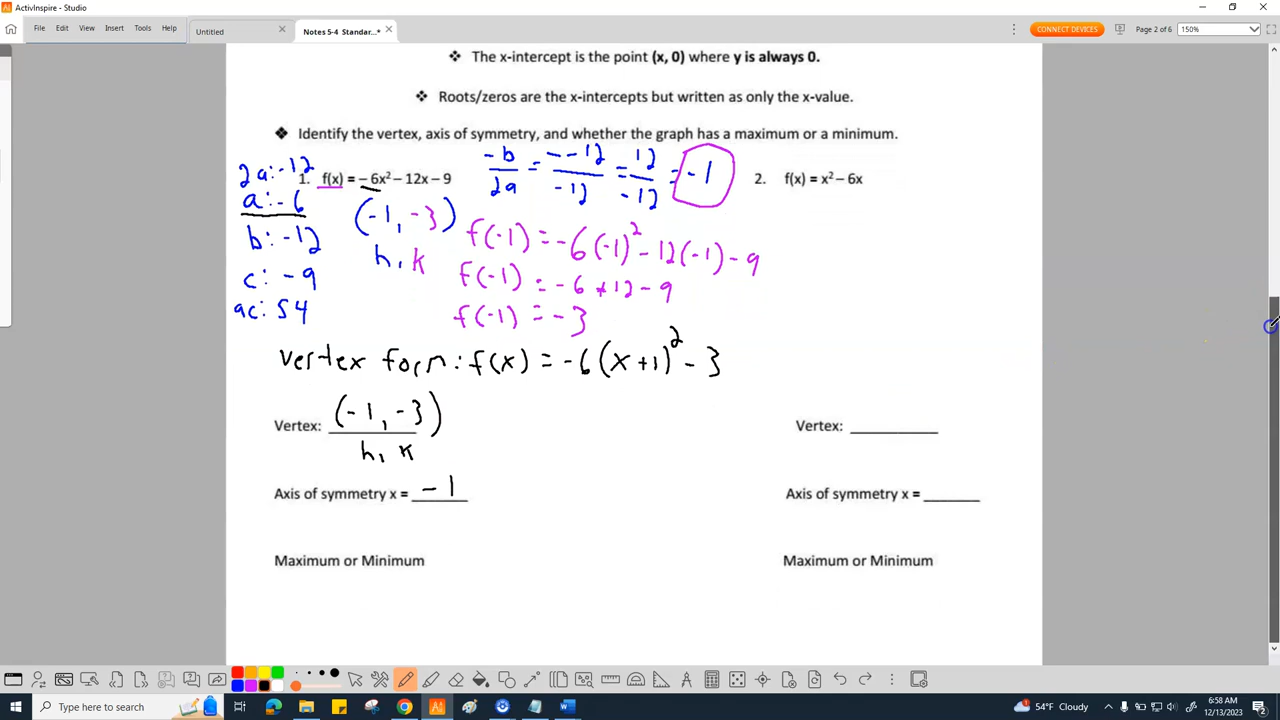 ActivInspire - Studio
File Edit View Insert Tools Help
Untitled
Notes 5-4 Standar...*
CONNECT DEVICES
Page 2 of 6
150%
❖ The x-intercept is the point (x, 0) where y is always 0.
❖ Roots/zeros are the x-intercepts but written as only the x-value.
❖ Identify the vertex, axis of symmetry, and whether the graph has a maximum or a minimum.
2a: -12
1. f(x) = – 6x² – 12x – 9
-b/2a = --12/-12 = 12/-12 = -1
2. f(x) = x² – 6x
a: -6
b: -12
c: -9
ac: 54
(-1, -3)
h, k
f(-1) = -6(-1)² - 12(-1) - 9
f(-1) = -6 + 12 - 9
f(-1) = -3
vertex form: f(x) = -6(x+1)² - 3
Vertex: (-1, -3)
h, k
Vertex: __________
Axis of symmetry x = -1
Axis of symmetry x = _______
Maximum or Minimum
Maximum or Minimum
Type here to search
54°F Cloudy
6:58 AM
12/13/2023
2